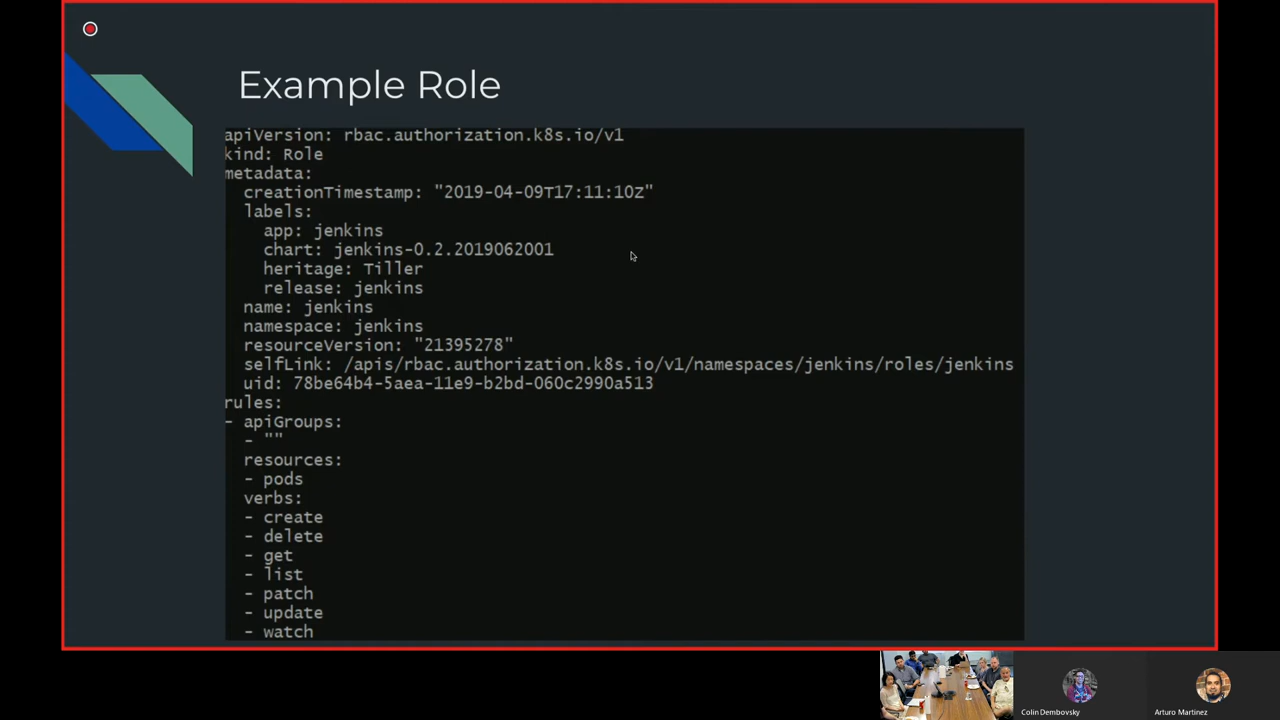 Example Role
apiVersion: rbac.authorization.k8s.io/v1
kind: Role
metadata:
  creationTimestamp: "2019-04-09T17:11:10Z"
  labels:
    app: jenkins
    chart: jenkins-0.2.2019062001
    heritage: Tiller
    release: jenkins
  name: jenkins
  namespace: jenkins
  resourceVersion: "21395278"
  selfLink: /apis/rbac.authorization.k8s.io/v1/namespaces/jenkins/roles/jenkins
  uid: 78be64b4-5aea-11e9-b2bd-060c2990a513
rules:
- apiGroups:
  - ""
  resources:
  - pods
  verbs:
  - create
  - delete
  - get
  - list
  - patch
  - update
  - watch
Colin Dembovsky
Arturo Martinez